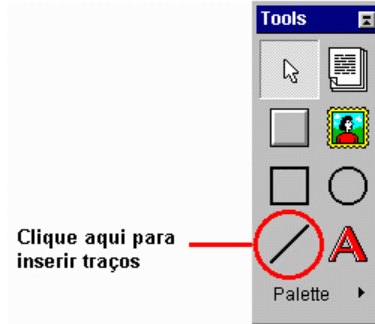 Tools
Clique aqui para
inserir traços
A
Palette